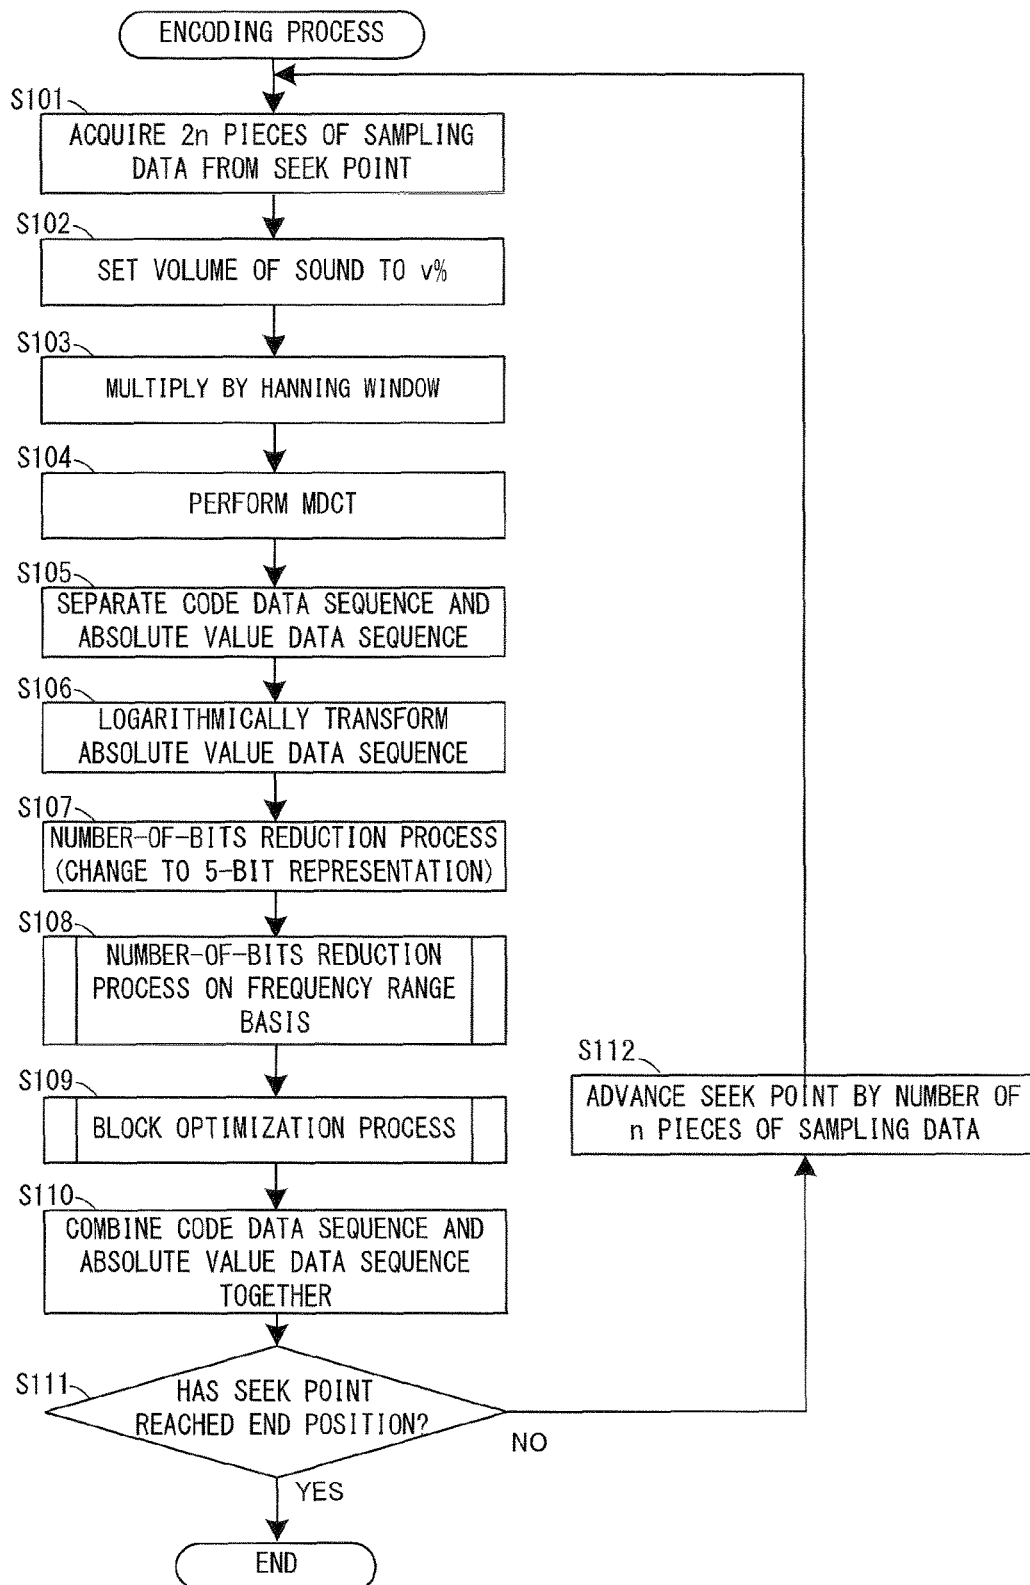 ENCODING PROCESS
S101
ACQUIRE 2n PIECES OF SAMPLING
DATA FROM SEEK POINT
S102
SET VOLUME OF SOUND TO v%
S103
MULTIPLY BY HANNING WINDOW
S104
PERFORM MDCT
S105
SEPARATE CODE DATA SEQUENCE AND
ABSOLUTE VALUE DATA SEQUENCE
S106
LOGARITHMICALLY TRANSFORM
ABSOLUTE VALUE DATA SEQUENCE
S107
NUMBER-OF-BITS REDUCTION PROCESS
(CHANGE TO 5-BIT REPRESENTATION)
S108
NUMBER-OF-BITS REDUCTION
PROCESS ON FREQUENCY RANGE
BASIS
S109
BLOCK OPTIMIZATION PROCESS
S110
COMBINE CODE DATA SEQUENCE AND
ABSOLUTE VALUE DATA SEQUENCE
TOGETHER
S111
HAS SEEK POINT
REACHED END POSITION?
NO
YES
S112
ADVANCE SEEK POINT BY NUMBER OF
n PIECES OF SAMPLING DATA
END